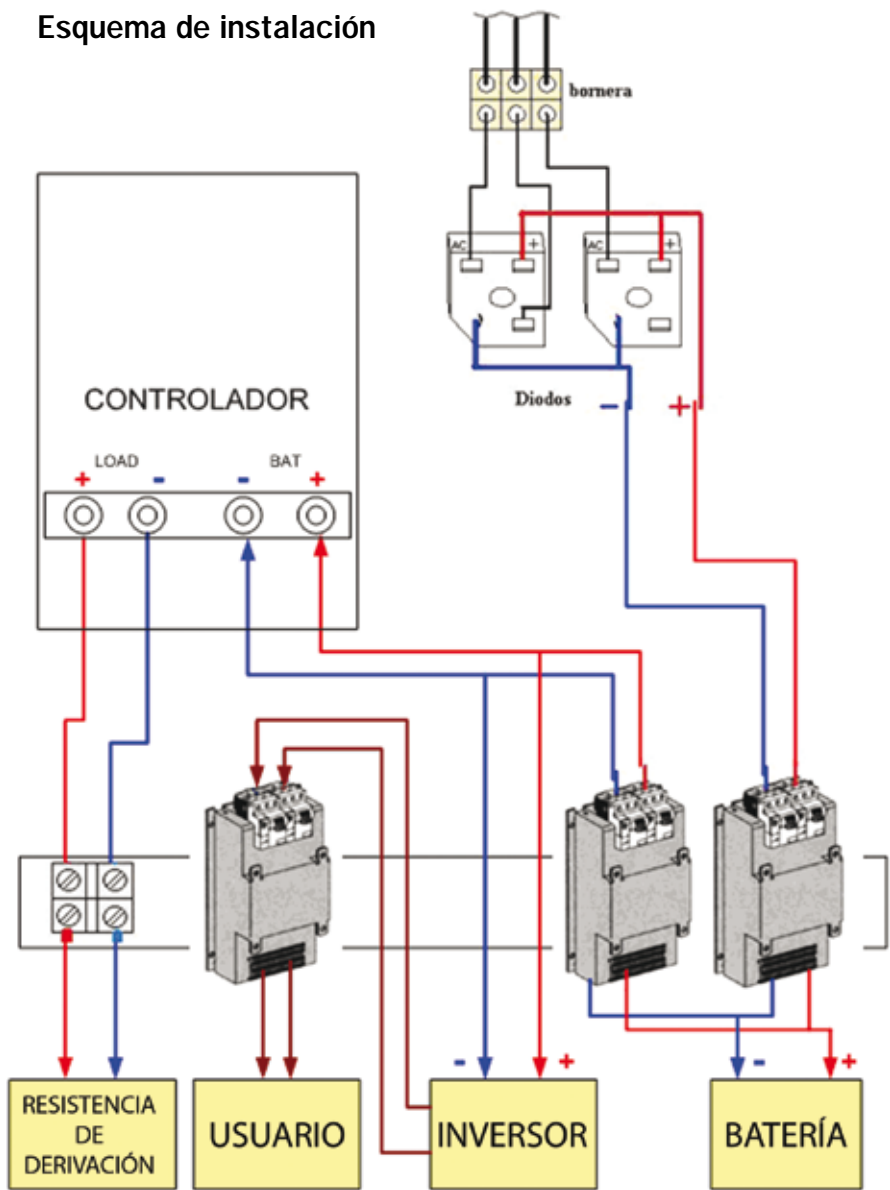 Esquema de instalación
bornera
AC +
AC +
Diodos - +
CONTROLADOR
LOAD BAT
+ - - +
- +
- +
RESISTENCIA
DE
DERIVACIÓN
USUARIO
INVERSOR
BATERÍA